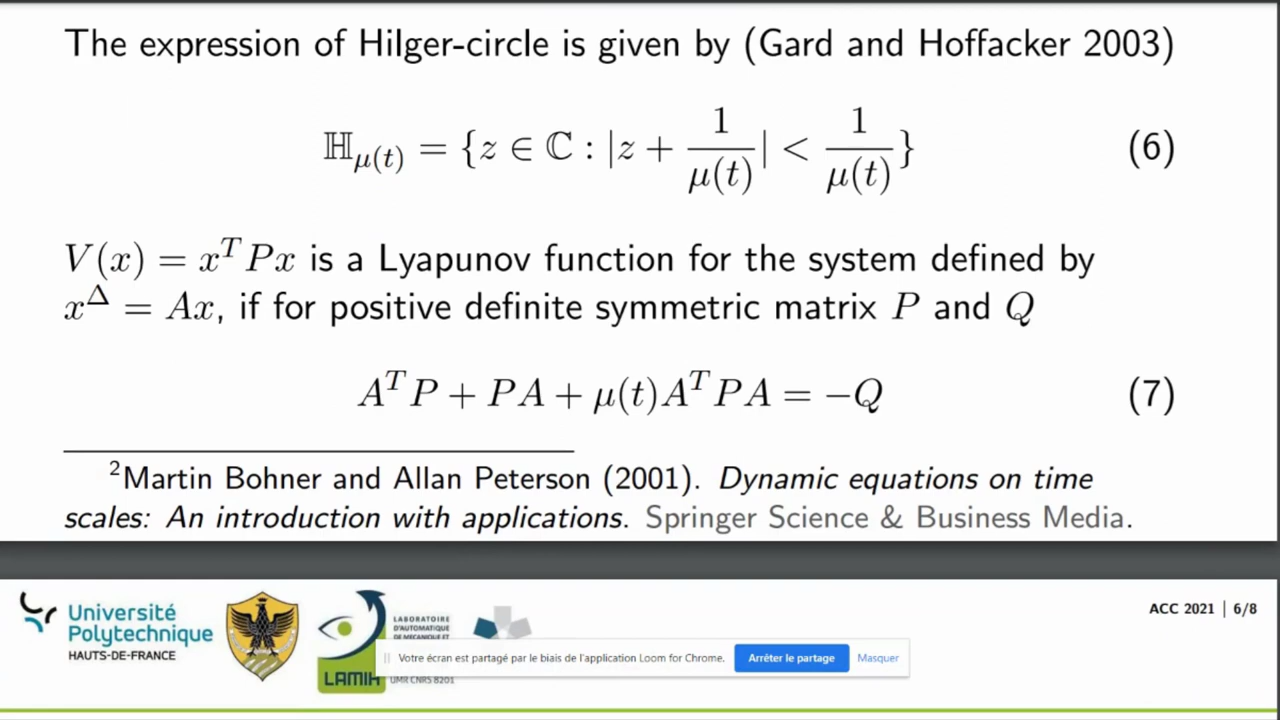 The expression of Hilger-circle is given by (Gard and Hoffacker 2003)
ℍμ(t) = {z ∈ ℂ : |z + 1/μ(t)| < 1/μ(t)} (6)
V(x) = xᵀPx is a Lyapunov function for the system defined by
x^Δ = Ax, if for positive definite symmetric matrix P and Q
AᵀP + PA + μ(t)AᵀPA = −Q (7)
²Martin Bohner and Allan Peterson (2001). Dynamic equations on time
scales: An introduction with applications. Springer Science & Business Media.
ACC 2021 | 6/8
Université
Polytechnique
HAUTS-DE-FRANCE
LABORATOIRE
D'AUTOMATIQUE
DE MÉCANIQUE ET
LAMIH
UMR CNRS 8201
Votre écran est partagé par le biais de l'application Loom for Chrome.
Arrêter le partage
Masquer